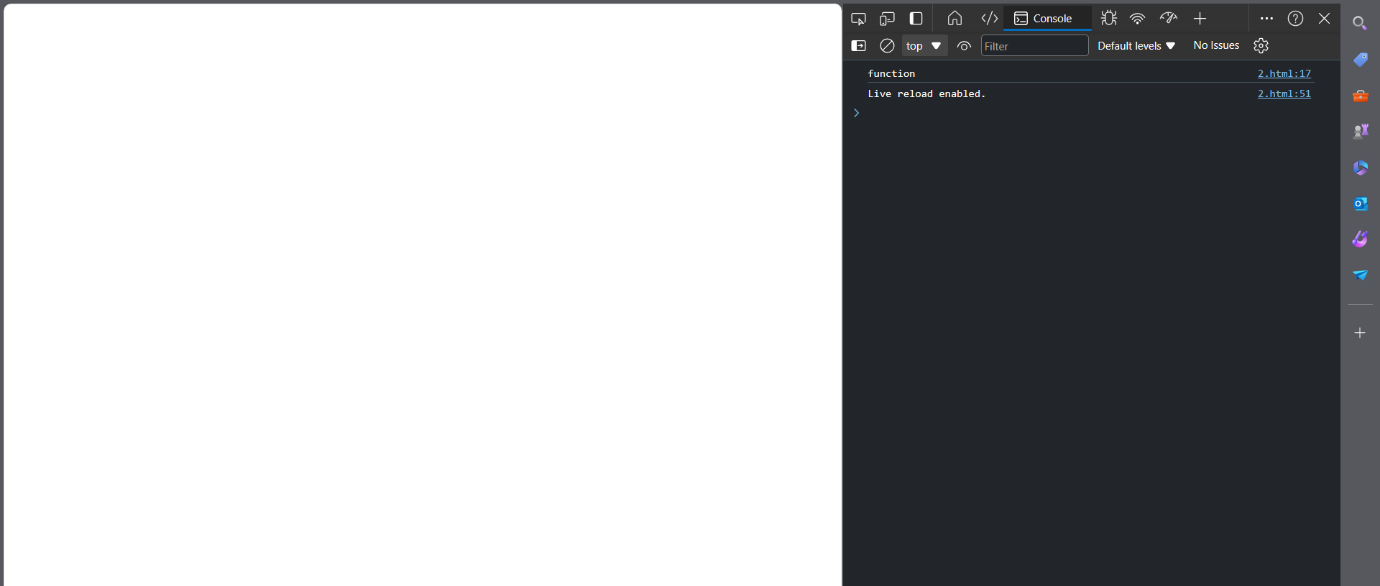 Console
top
Filter
Default levels
No Issues
function 2.html:17
Live reload enabled. 2.html:51